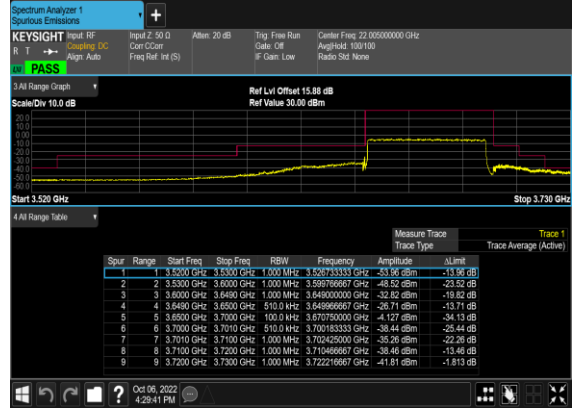 Spectrum Analyzer 1
Spurious Emissions
KEYSIGHT Input: RF Input Z: 50 Ω Atten: 20 dB Trig: Free Run Center Freq: 22.005000000 GHz
R T Coupling: DC Corr CCorr Gate: Off Avg|Hold: 100/100
Align: Auto Freq Ref: Int (S) IF Gain: Low Radio Std: None
PASS
3 All Range Graph
Ref Lvl Offset 15.88 dB
Scale/Div 10.0 dB Ref Value 30.00 dBm
20.0
10.0
0.00
-10.0
-20.0
-30.0
-40.0
-50.0
-60.0
Start 3.520 GHz Stop 3.730 GHz
4 All Range Table
Measure Trace Trace 1
Trace Type Trace Average (Active)
Spur Range Start Freq Stop Freq RBW Frequency Amplitude ΔLimit
1 1 3.5200 GHz 3.5300 GHz 1.000 MHz 3.526733333 GHz -53.96 dBm -13.96 dB
2 2 3.5300 GHz 3.6000 GHz 1.000 MHz 3.599766667 GHz -48.52 dBm -23.52 dB
3 3 3.6000 GHz 3.6490 GHz 1.000 MHz 3.649000000 GHz -32.82 dBm -19.82 dB
4 4 3.6490 GHz 3.6500 GHz 510.0 kHz 3.649966667 GHz -26.71 dBm -13.71 dB
5 5 3.6500 GHz 3.7000 GHz 100.0 kHz 3.670750000 GHz -4.127 dBm -34.13 dB
6 6 3.7000 GHz 3.7010 GHz 510.0 kHz 3.700183333 GHz -38.44 dBm -25.44 dB
7 7 3.7010 GHz 3.7100 GHz 1.000 MHz 3.702425000 GHz -35.26 dBm -22.26 dB
8 8 3.7100 GHz 3.7200 GHz 1.000 MHz 3.710466667 GHz -38.46 dBm -13.46 dB
9 9 3.7200 GHz 3.7300 GHz 1.000 MHz 3.722216667 GHz -41.81 dBm -1.813 dB
Oct 06, 2022
4:29:41 PM